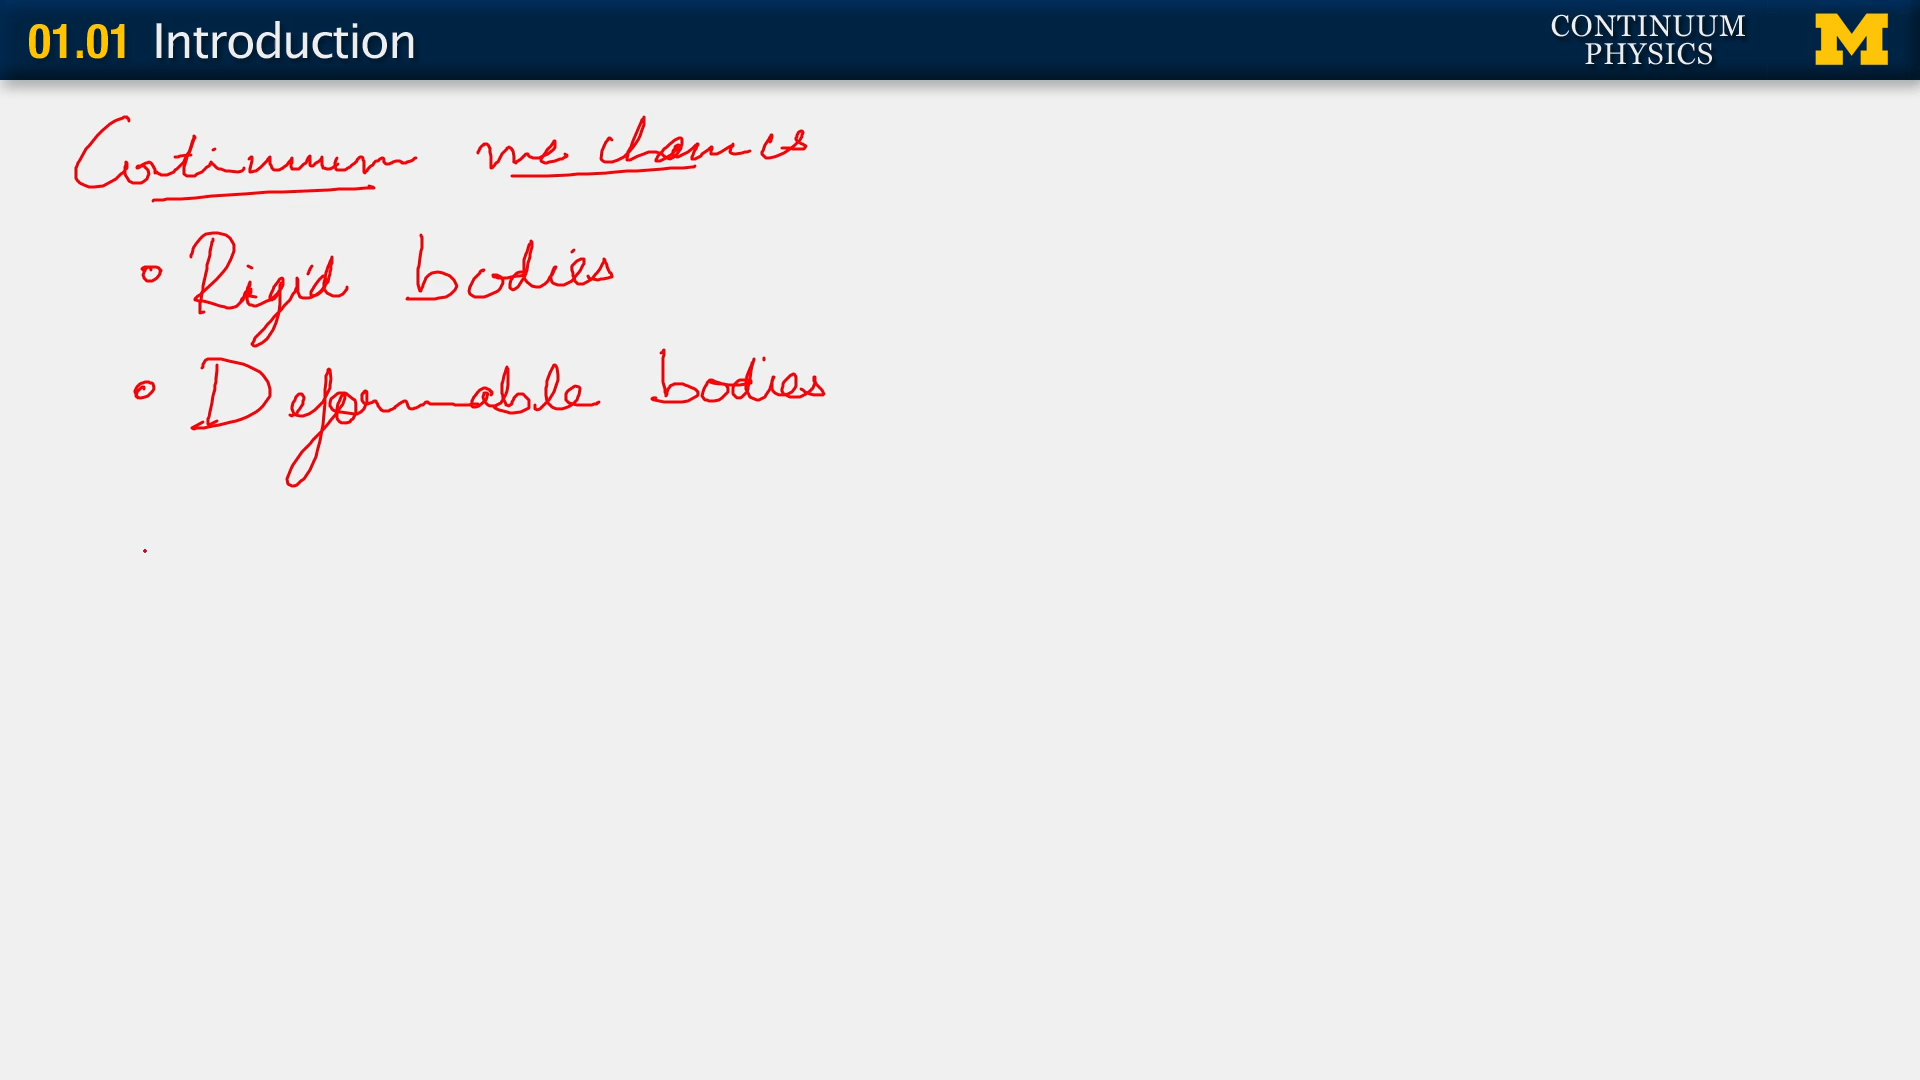 01.01 Introduction
CONTINUUM
PHYSICS
M
Continuum mechanics
Rigid bodies
Deformable bodies